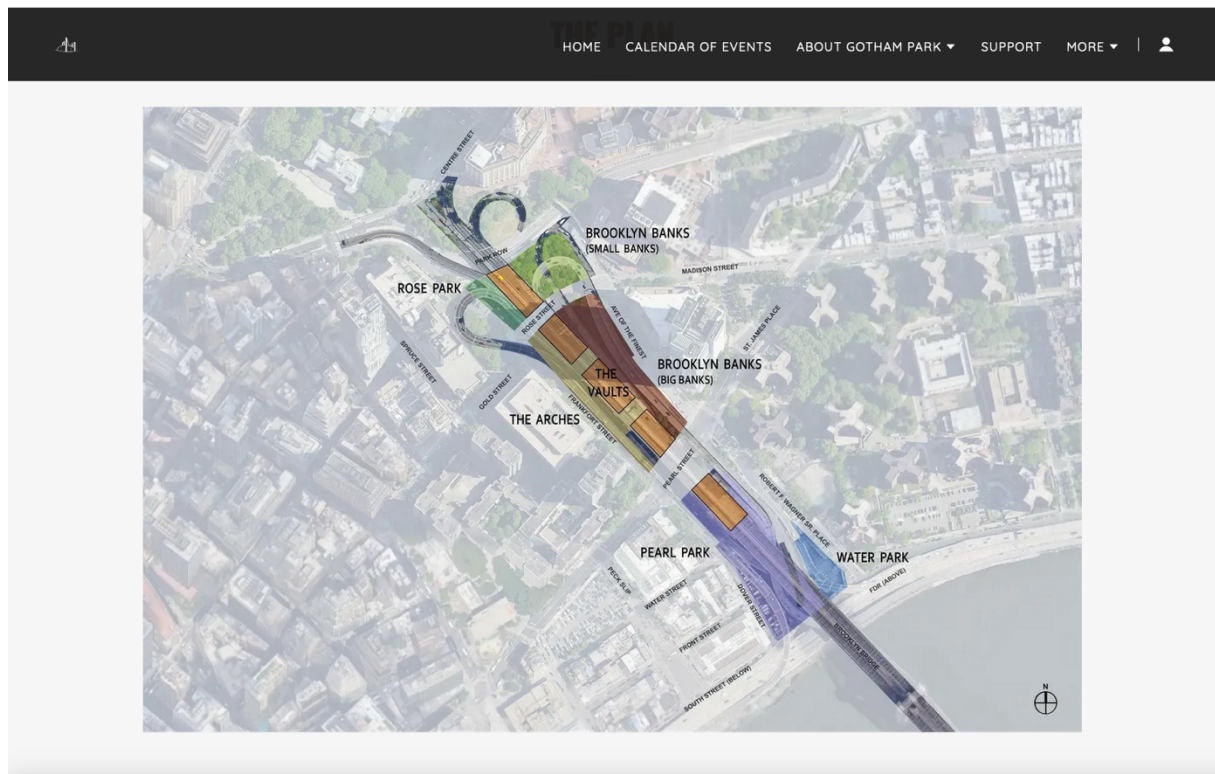 THE PLAN
HOME CALENDAR OF EVENTS ABOUT GOTHAM PARK SUPPORT MORE
CENTRE STREET
BROOKLYN BANKS
(SMALL BANKS)
PARK ROW
MADISON STREET
ROSE PARK
ROSE STREET
AVE OF THE FINEST
ST. JAMES PLACE
SPRUCE STREET
BROOKLYN BANKS
(BIG BANKS)
THE
VAULTS
GOLD STREET
FRANKFORT STREET
THE ARCHES
PEARL STREET
ROBERT F. WAGNER SR. PLACE
PEARL PARK
WATER PARK
PECK SLIP
WATER STREET
DOVER STREET
FDR (ABOVE)
FRONT STREET
BROOKLYN BRIDGE
SOUTH STREET (BELOW)
N